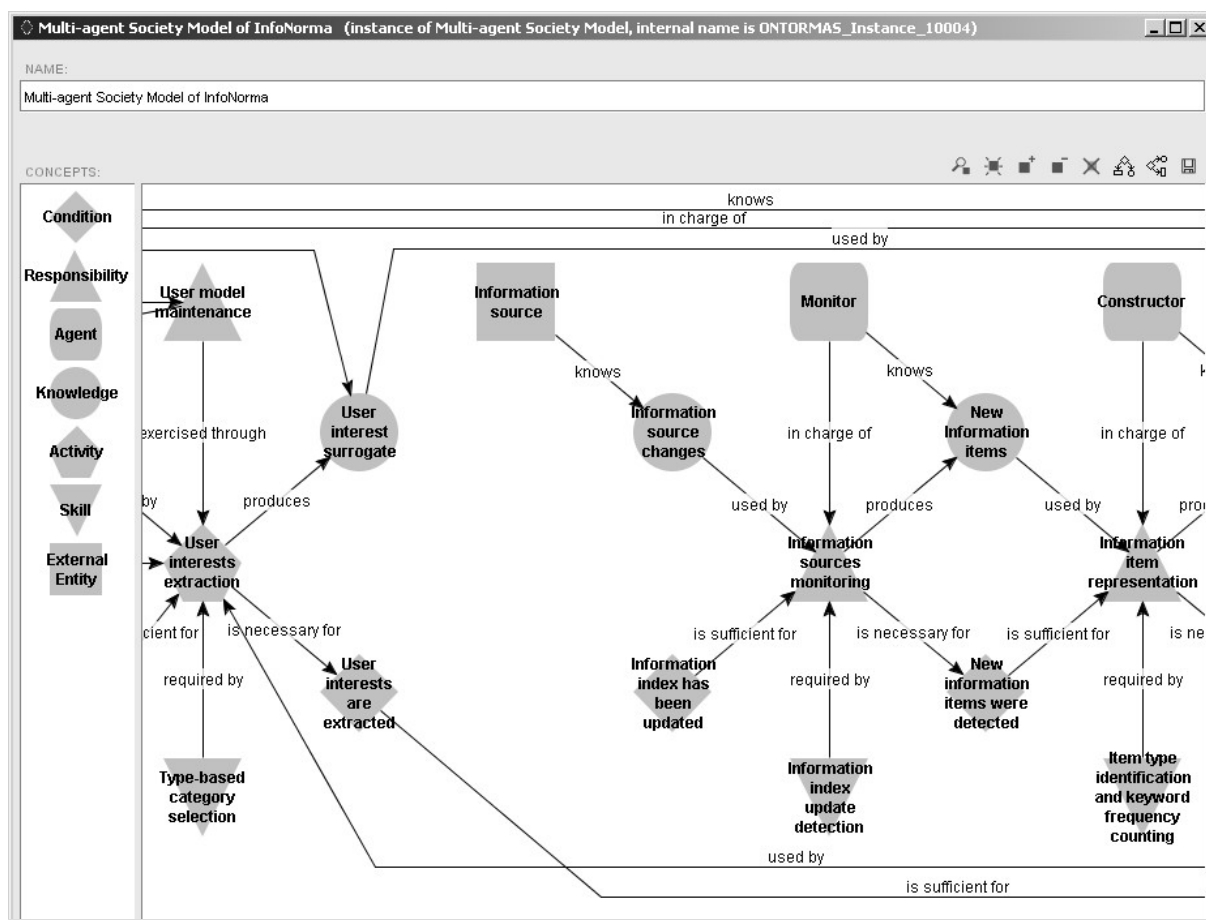 Multi-agent Society Model of InfoNorma (instance of Multi-agent Society Model, internal name is ONTORMAS_Instance_10004)
NAME:
Multi-agent Society Model of InfoNorma
CONCEPTS:
Condition
Responsibility
Agent
Knowledge
Activity
Skill
External
Entity
knows
in charge of
used by
User model
maintenance
Information
source
Monitor
Constructor
knows
knows
k
exercised through
User
interest
surrogate
Information
source
changes
in charge of
New
Information
items
in charge of
by
produces
used by
produces
used by
pro
User
interests
extraction
Information
sources
monitoring
Information
item
representation
cient for
is necessary for
is sufficient for
is necessary for
is sufficient for
is ne
required by
User
interests
are
extracted
Information
index has
been
updated
required by
New
information
items were
detected
required by
Type-based
category
selection
Information
index
update
detection
Item type
identification
and keyword
frequency
counting
used by
is sufficient for